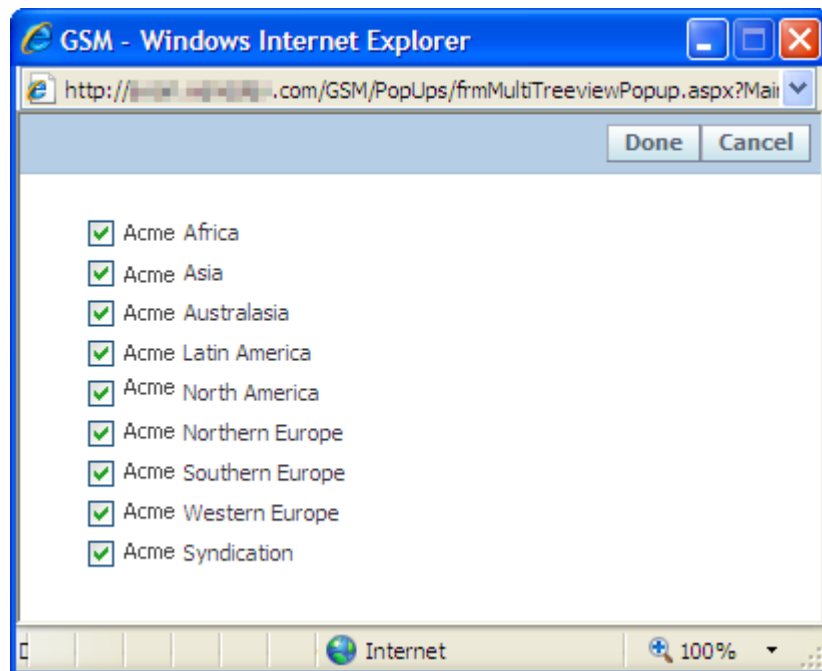 GSM - Windows Internet Explorer
http:// .com/GSM/PopUps/frmMultiTreeviewPopup.aspx?Mai
Done Cancel
Acme Africa
Acme Asia
Acme Australasia
Acme Latin America
Acme North America
Acme Northern Europe
Acme Southern Europe
Acme Western Europe
Acme Syndication
Internet 100%